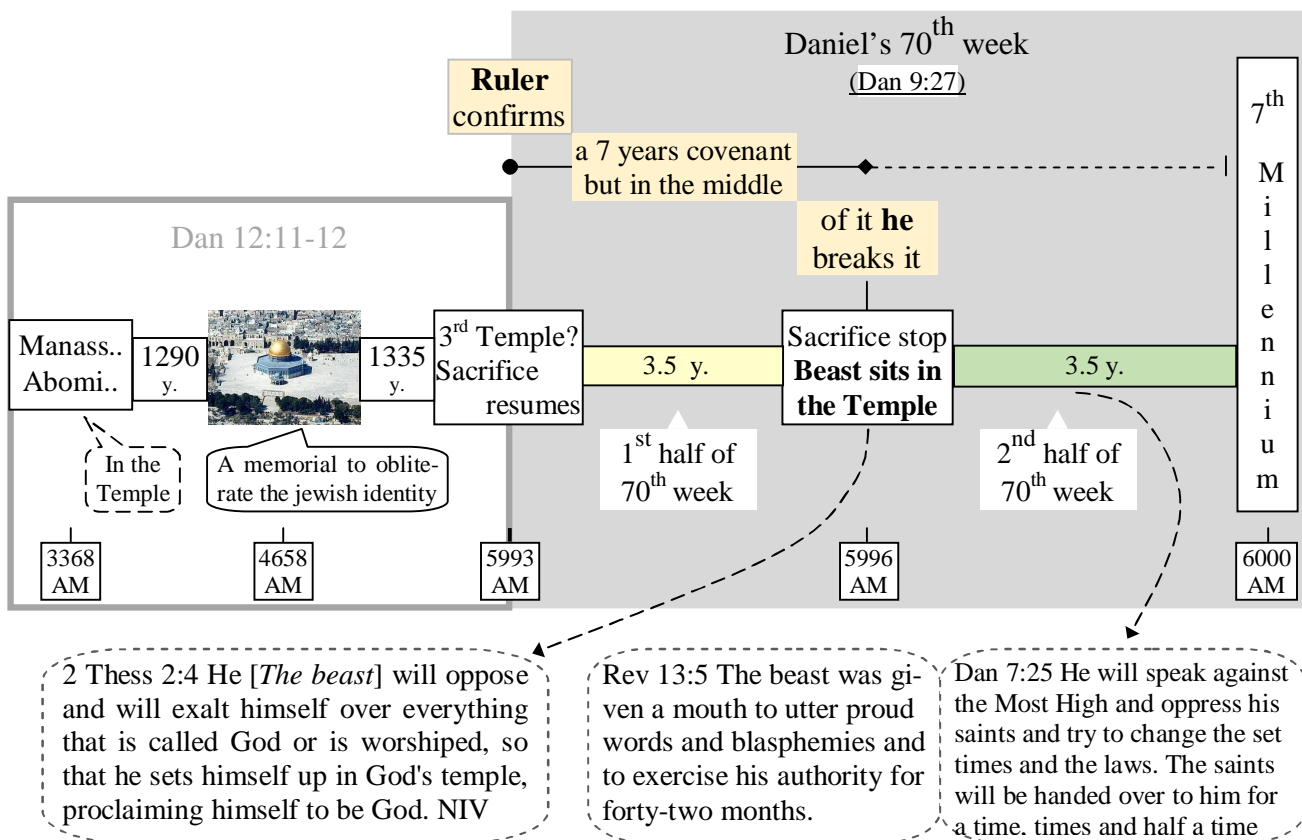 Daniel's 70th week
(Dan 9:27)
Ruler
confirms
a 7 years covenant
but in the middle
of it he
breaks it
7th
M
i
l
l
e
n
n
i
u
m
Dan 12:11-12
Manass..
Abomi..
1290
y.
1335
y.
3rd Temple?
Sacrifice
resumes
3.5 y.
Sacrifice stop
Beast sits in
the Temple
3.5 y.
In the
Temple
A memorial to oblite-
rate the jewish identity
1st half of
70th week
2nd half of
70th week
3368
AM
4658
AM
5993
AM
5996
AM
6000
AM
2 Thess 2:4 He [The beast] will oppose
and will exalt himself over everything
that is called God or is worshiped, so
that he sets himself up in God's temple,
proclaiming himself to be God. NIV
Rev 13:5 The beast was gi-
ven a mouth to utter proud
words and blasphemies and
to exercise his authority for
forty-two months.
Dan 7:25 He will speak against
the Most High and oppress his
saints and try to change the set
times and the laws. The saints
will be handed over to him for
a time, times and half a time